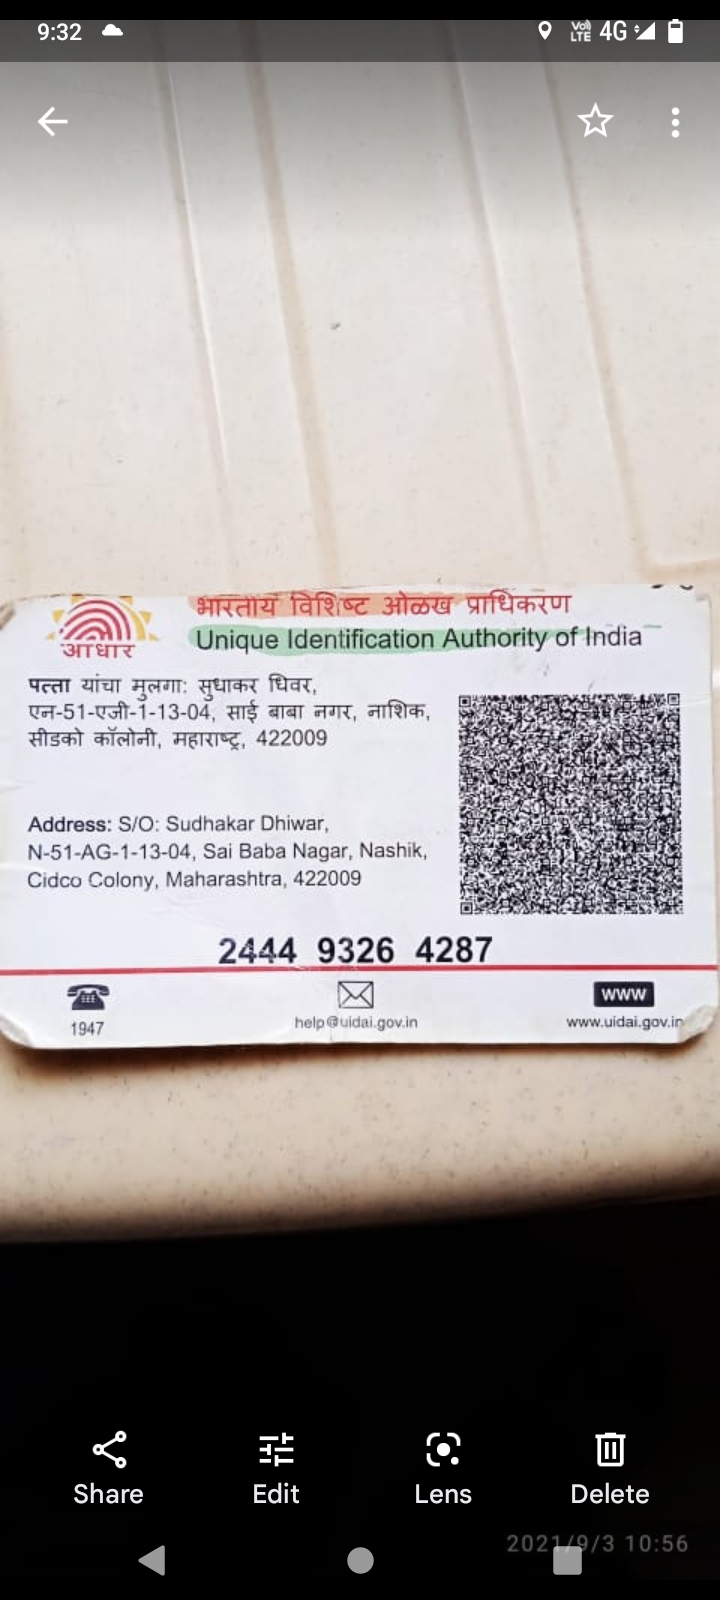 9:32
Vo) LTE 4G
भारतीय विशिष्ट ओळख प्राधिकरण
आधार
Unique Identification Authority of India
पत्ता यांचा मुलगा: सुधाकर धिवर,
एन-51-एजी-1-13-04, साई बाबा नगर, नाशिक,
सीडको कॉलोनी, महाराष्ट्र, 422009
Address: S/O: Sudhakar Dhiwar,
N-51-AG-1-13-04, Sai Baba Nagar, Nashik,
Cidco Colony, Maharashtra, 422009
2444 9326 4287
1947
help@uidai.gov.in
www
www.uidai.gov.in
Share Edit Lens Delete
2021/9/3 10:56